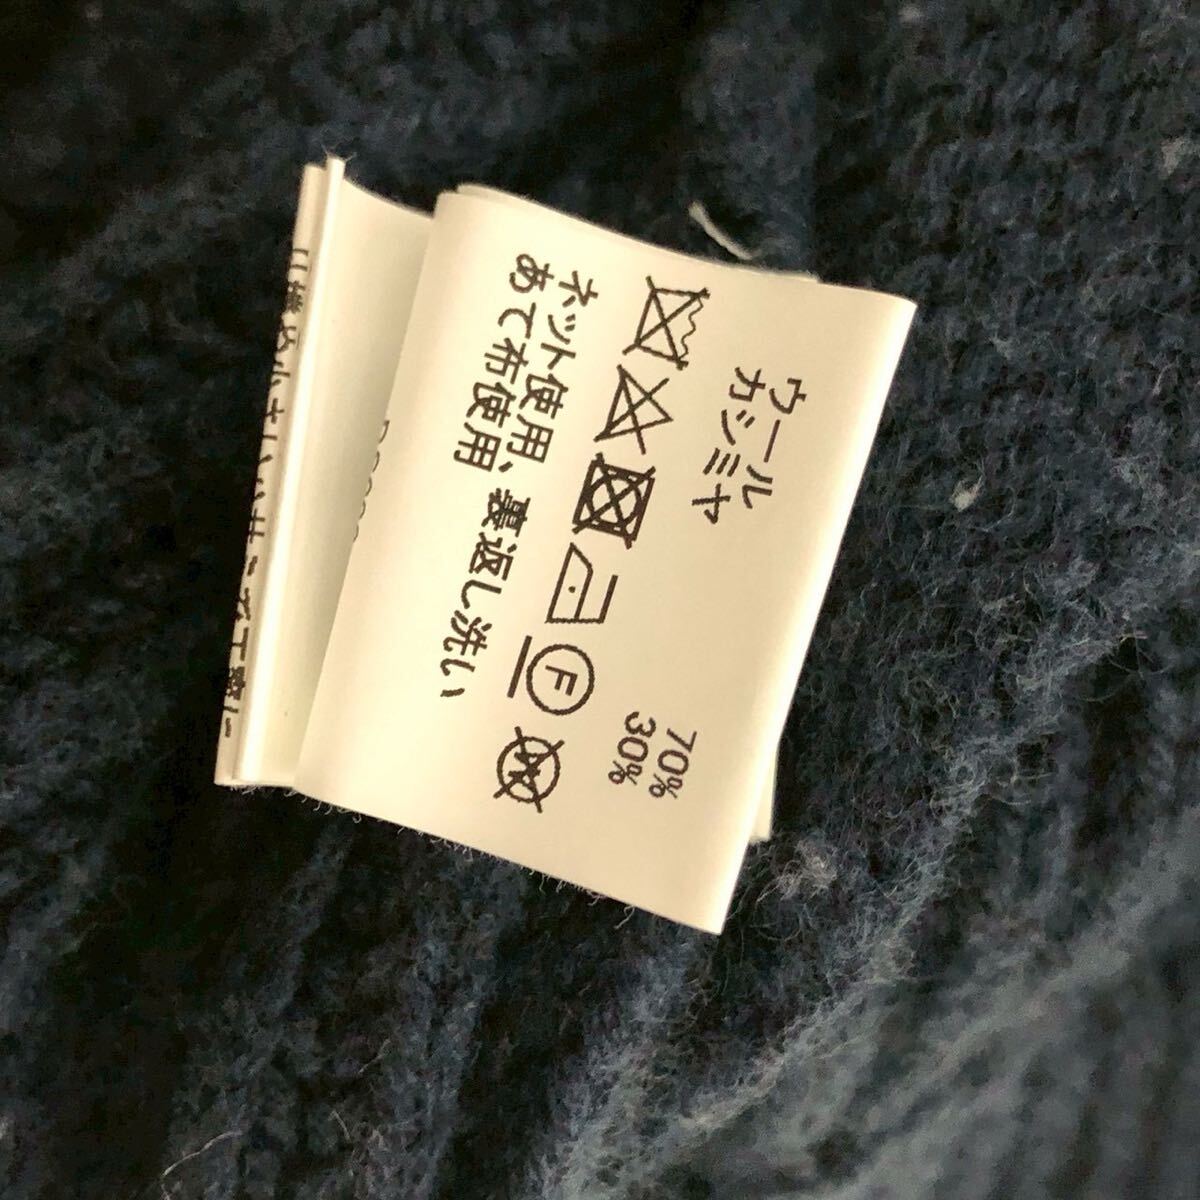 ウール 70%
カシミヤ 30%
F
W
ネット使用、裏返し洗い
あて布使用